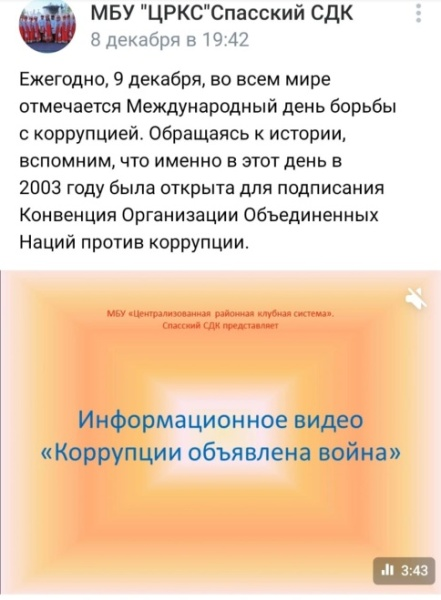 МБУ "ЦРКС"Спасский СДК
8 декабря в 19:42
Ежегодно, 9 декабря, во всем мире
отмечается Международный день борьбы
с коррупцией. Обращаясь к истории,
вспомним, что именно в этот день в
2003 году была открыта для подписания
Конвенция Организации Объединенных
Наций против коррупции.
МБУ «Централизованная районная клубная система».
Спасский СДК представляет
Информационное видео
«Коррупции объявлена война»
3:43